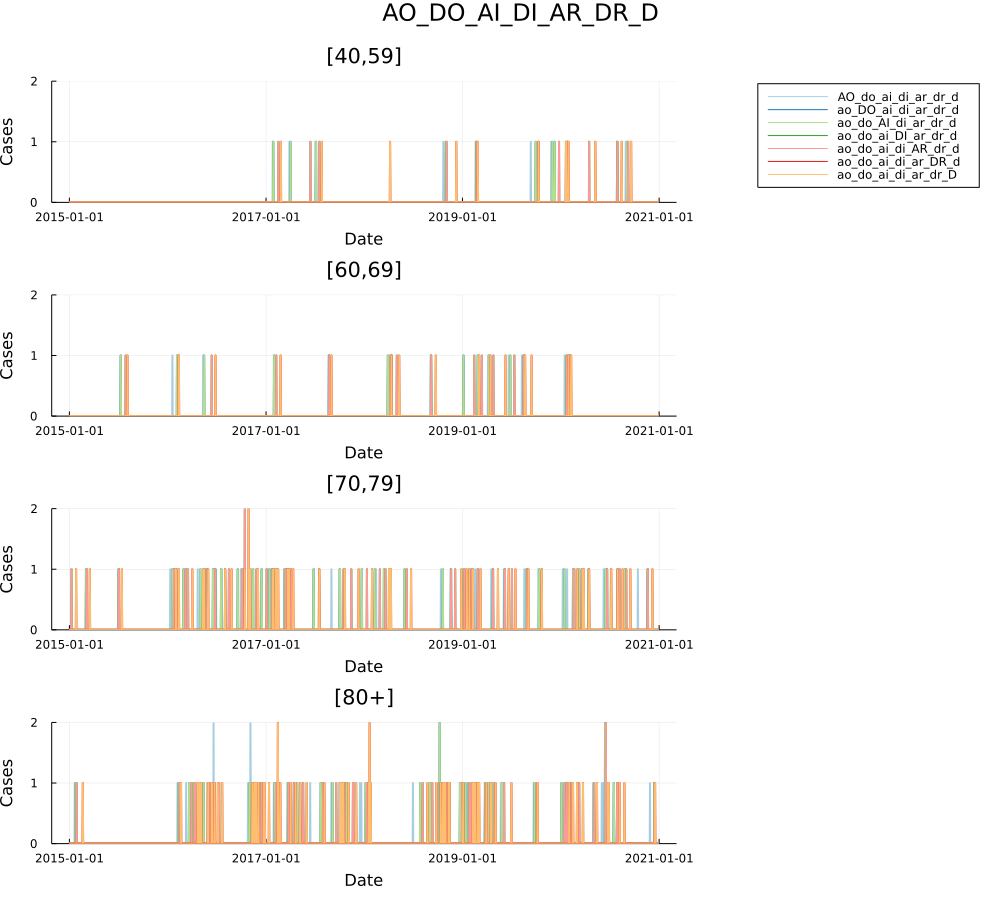 AO_DO_AI_DI_AR_DR_D
[40,59]
2
1
0
Cases
2015-01-01 2017-01-01 2019-01-01 2021-01-01
Date
AO_do_ai_di_ar_dr_d
ao_DO_ai_di_ar_dr_d
ao_do_AI_di_ar_dr_d
ao_do_ai_DI_ar_dr_d
ao_do_ai_di_AR_dr_d
ao_do_ai_di_ar_DR_d
ao_do_ai_di_ar_dr_D
[60,69]
2
1
0
Cases
2015-01-01 2017-01-01 2019-01-01 2021-01-01
Date
[70,79]
2
1
0
Cases
2015-01-01 2017-01-01 2019-01-01 2021-01-01
Date
[80+]
2
1
0
Cases
2015-01-01 2017-01-01 2019-01-01 2021-01-01
Date